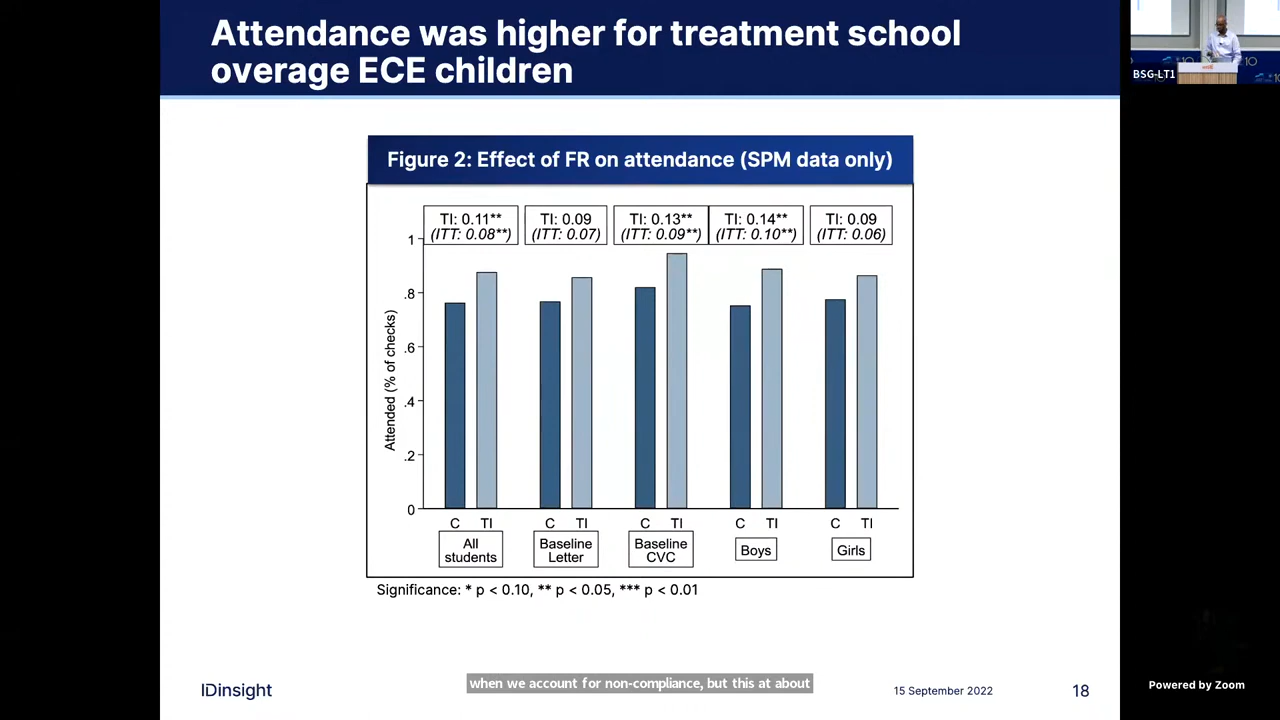 Attendance was higher for treatment school
overage ECE children
BSG-LT1
Figure 2: Effect of FR on attendance (SPM data only)
TI: 0.11**
(ITT: 0.08**)
TI: 0.09
(ITT: 0.07)
TI: 0.13**
(ITT: 0.09**)
TI: 0.14**
(ITT: 0.10**)
TI: 0.09
(ITT: 0.06)
Attended (% of checks)
1
.8
.6
.4
.2
0
C TI C TI C TI C TI C TI
All
students
Baseline
Letter
Baseline
CVC
Boys
Girls
Significance: * p < 0.10, ** p < 0.05, *** p < 0.01
when we account for non-compliance, but this at about
IDinsight
15 September 2022
18
Powered by Zoom